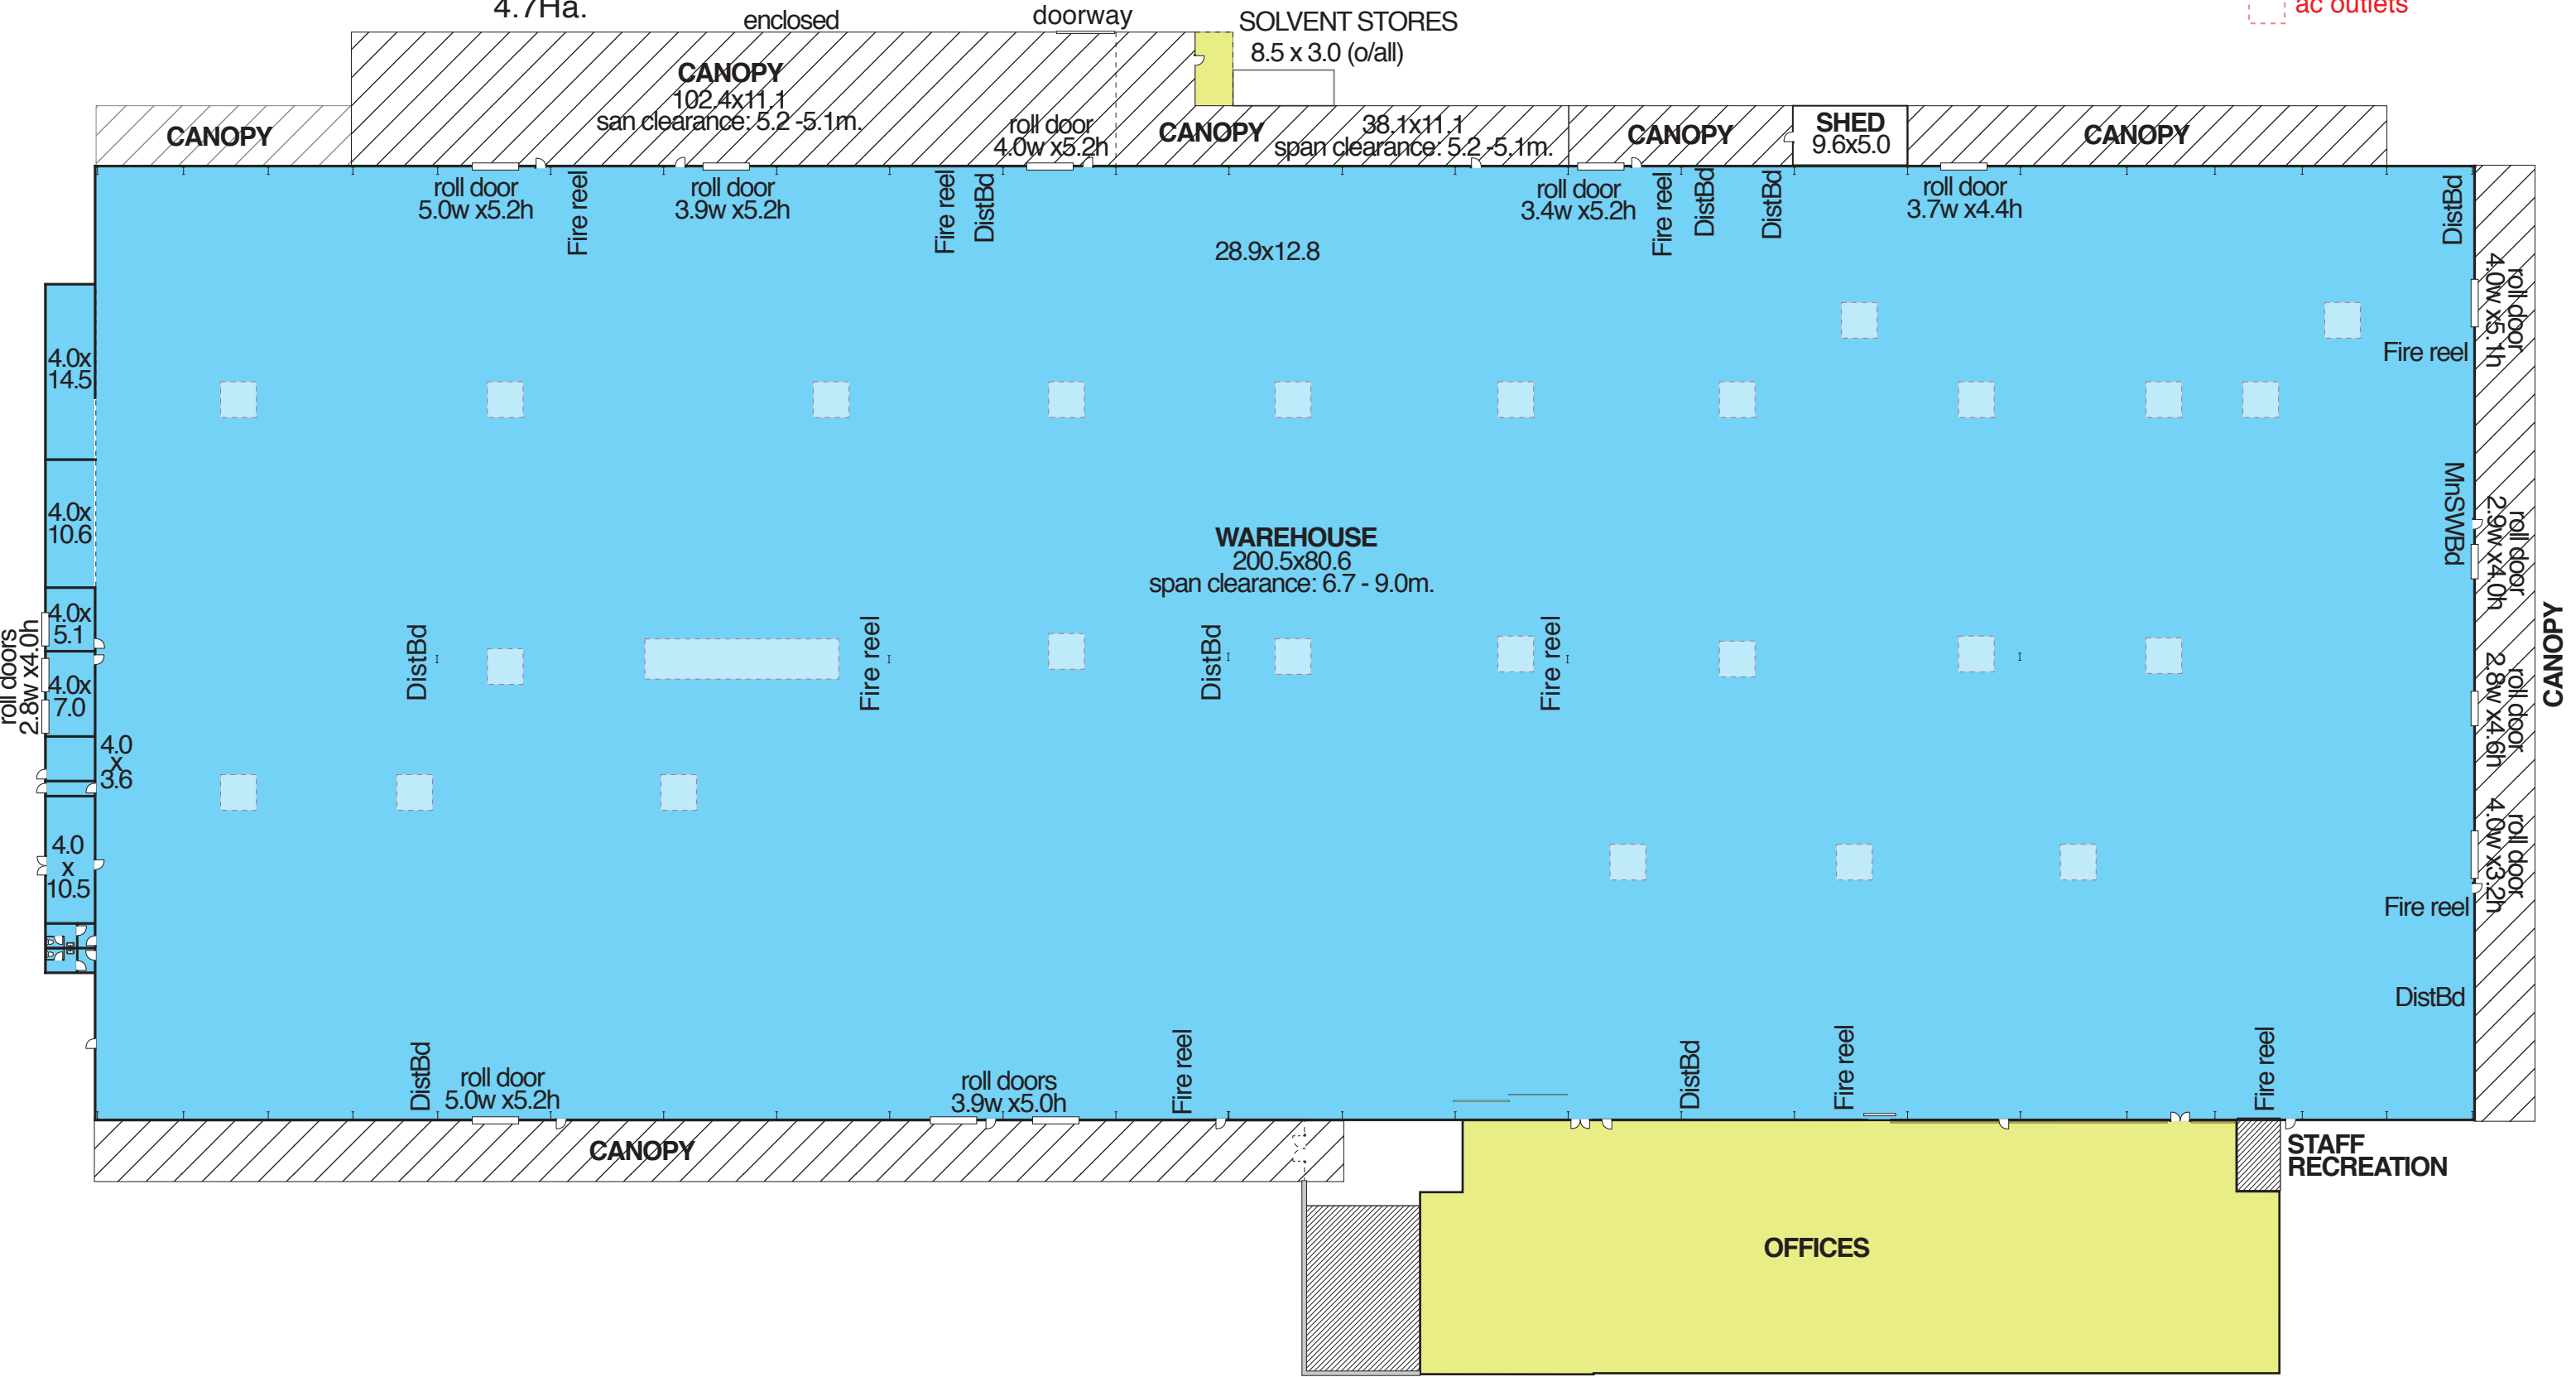 4.7Ha.
enclosed
doorway
SOLVENT STORES
8.5 x 3.0 (o/all)
ac outlets
CANOPY
102.4x11.1
san clearance: 5.2 -5.1m.
CANOPY
roll door
4.0w x5.2h
CANOPY
38.1x11.1
span clearance: 5.2 -5.1m.
CANOPY
SHED
9.6x5.0
CANOPY
roll door
5.0w x5.2h
Fire reel
roll door
3.9w x5.2h
Fire reel
DistBd
28.9x12.8
roll door
3.4w x5.2h
Fire reel
DistBd
DistBd
roll door
3.7w x4.4h
DistBd
roll door
4.0w x5.1h
Fire reel
4.0x
14.5
4.0x
10.6
MnSWBd
roll door
2.9w x4.0h
WAREHOUSE
200.5x80.6
span clearance: 6.7 - 9.0m.
roll doors
2.8w x4.0h
4.0x
5.1
4.0x
7.0
DistBd
Fire reel
DistBd
Fire reel
roll door
2.8w x4.6h
CANOPY
4.0
x
3.6
4.0
x
10.5
roll door
4.0w x3.2h
Fire reel
DistBd
DistBd
roll door
5.0w x5.2h
roll doors
3.9w x5.0h
Fire reel
DistBd
Fire reel
Fire reel
CANOPY
STAFF
RECREATION
OFFICES